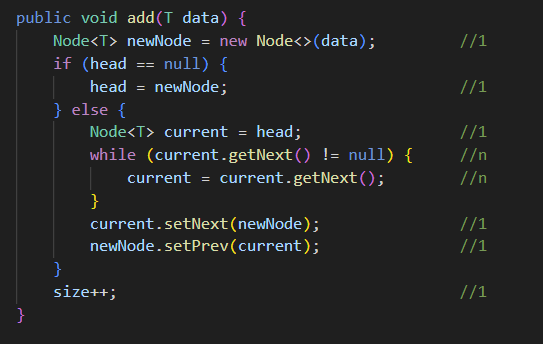 public void add(T data) {
    Node<T> newNode = new Node<>(data);          //1
    if (head == null) {
        head = newNode;                          //1
    } else {
        Node<T> current = head;                  //1
        while (current.getNext() != null) {      //n
            current = current.getNext();         //n
        }
        current.setNext(newNode);                //1
        newNode.setPrev(current);                //1
    }
    size++;                                      //1
}